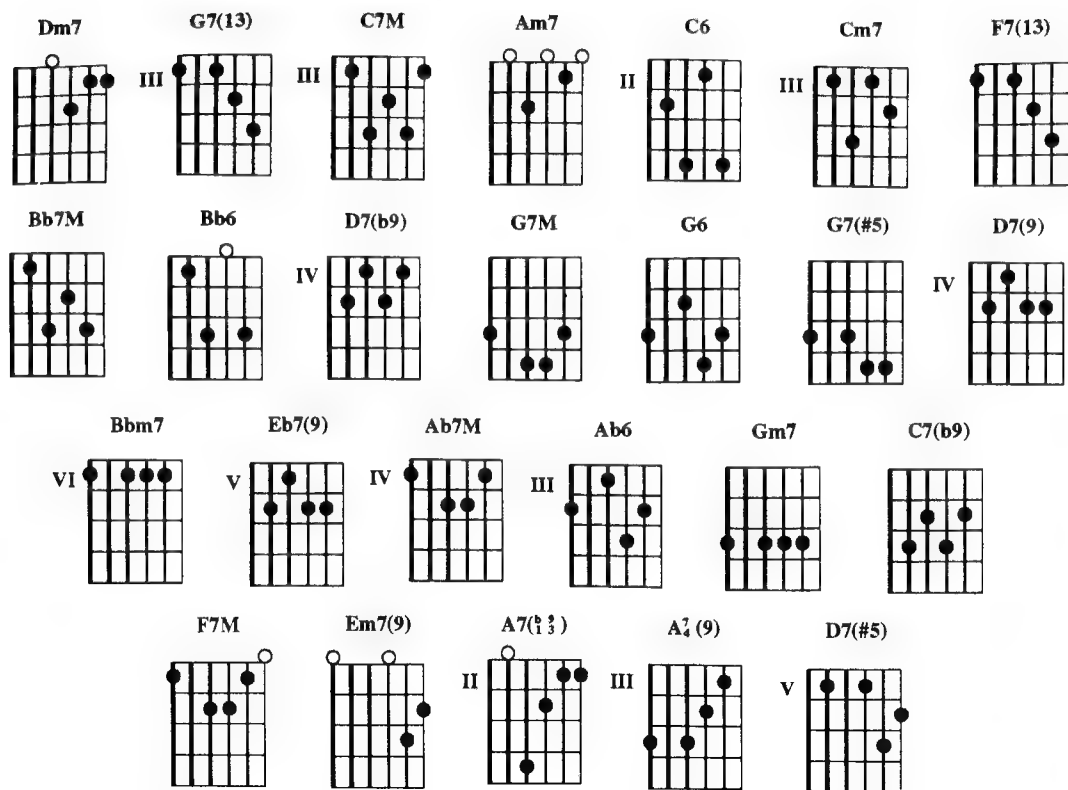 Dm7 G7(13) C7M Am7 C6 Cm7 F7(13)
III III II III
Bb7M Bb6 D7(b9) G7M G6 G7(#5) D7(9)
IV IV
Bbm7 Eb7(9) Ab7M Ab6 Gm7 C7(b9)
VI V IV III
F7M Em7(9) A7(b9 13) A7 4(9) D7(#5)
II III V